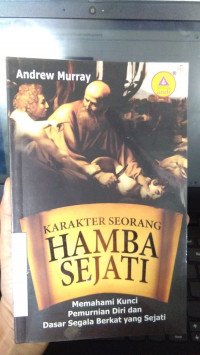 Andrew Murray
KARAKTER SEORANG
HAMBA
SEJATI
Memahami Kunci
Pemurnian Diri dan
Dasar Segala Berkat yang Sejati